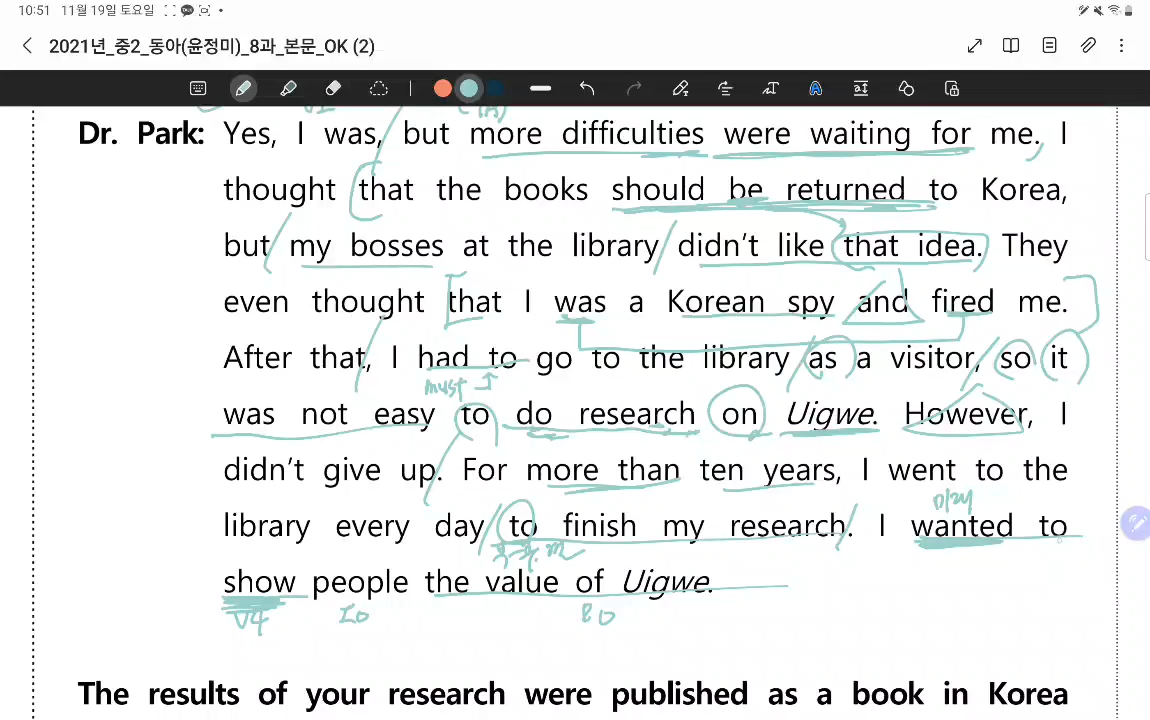 10:51 11월 19일 토요일
2021년_중2_동아(윤정미)_8과_본문_OK (2)
Dr. Park: Yes, I was, but more difficulties were waiting for me. I
thought that the books should be returned to Korea,
but my bosses at the library didn't like that idea. They
even thought that I was a Korean spy and fired me.
After that, I had to go to the library as a visitor, so it
must
was not easy to do research on Uigwe. However, I
didn't give up. For more than ten years, I went to the
library every day to finish my research. I wanted to
show people the value of Uigwe.
V4 IO
The results of your research were published as a book in Korea